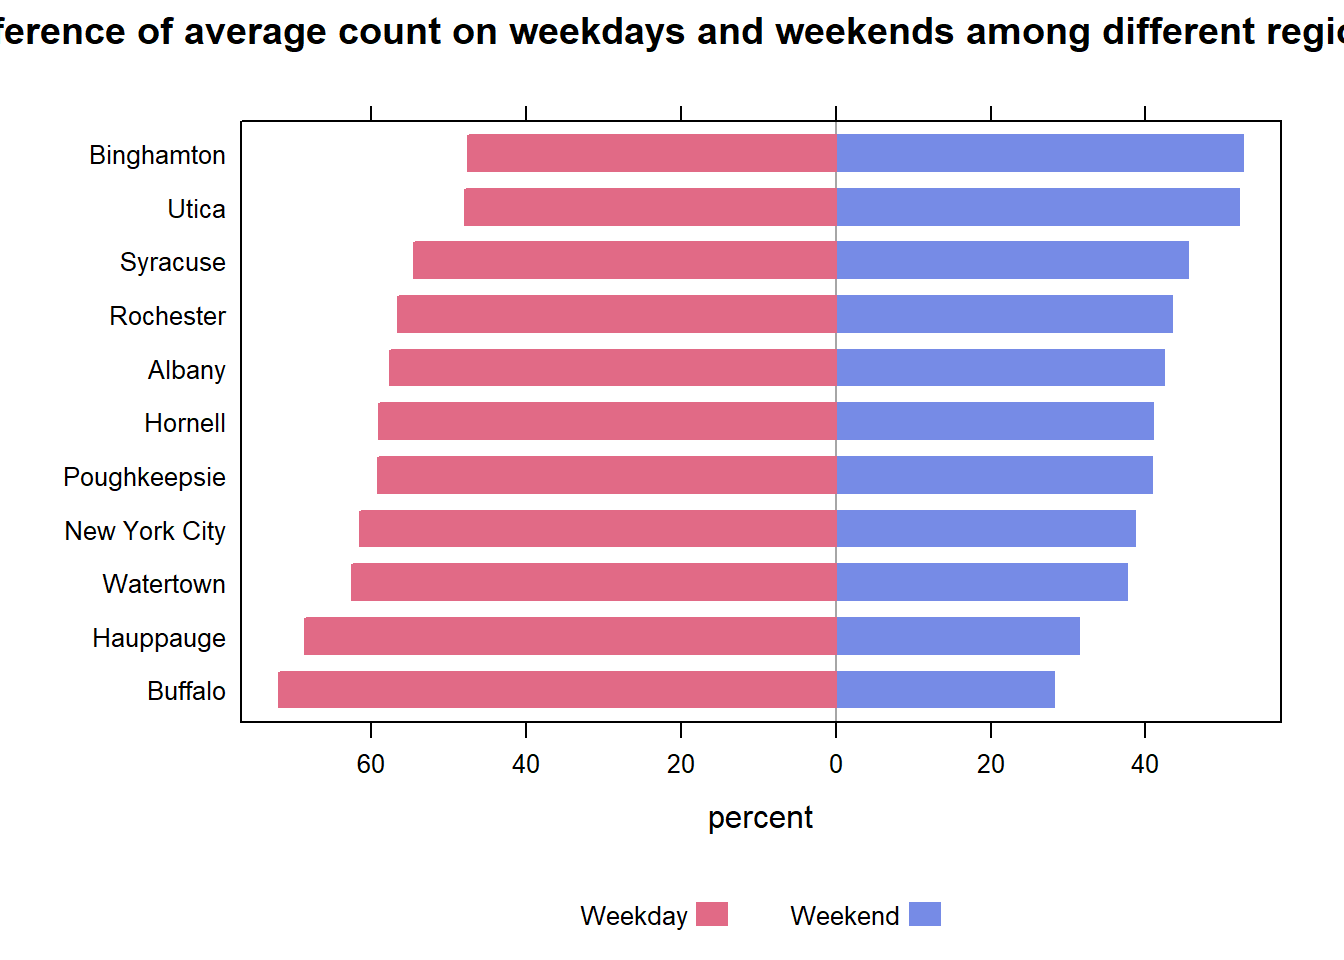 ference of average count on weekdays and weekends among different regio
Binghamton
Utica
Syracuse
Rochester
Albany
Hornell
Poughkeepsie
New York City
Watertown
Hauppauge
Buffalo
60 40 20 0 20 40
percent
Weekday Weekend